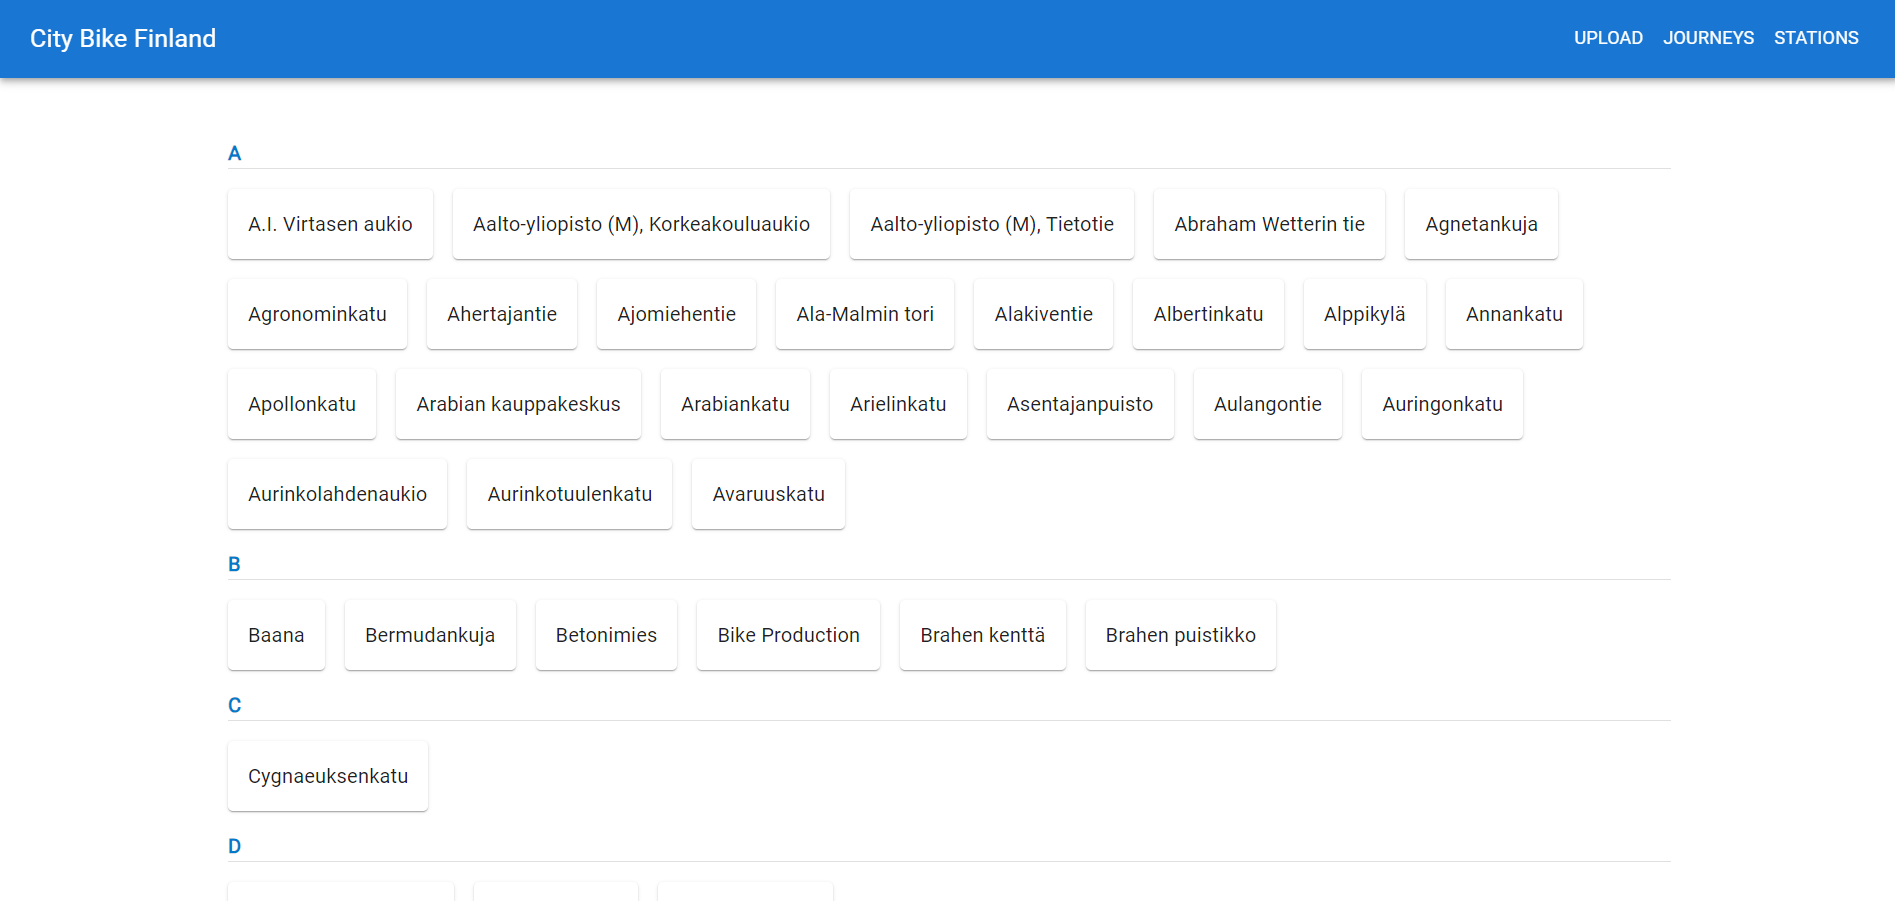 City Bike Finland UPLOAD JOURNEYS STATIONS
A
A.I. Virtasen aukio Aalto-yliopisto (M), Korkeakouluaukio Aalto-yliopisto (M), Tietotie Abraham Wetterin tie Agnetankuja
Agronominkatu Ahertajantie Ajomiehentie Ala-Malmin tori Alakiventie Albertinkatu Alppikylä Annankatu
Apollonkatu Arabian kauppakeskus Arabiankatu Arielinkatu Asentajanpuisto Aulangontie Auringonkatu
Aurinkolahdenaukio Aurinkotuulenkatu Avaruuskatu
B
Baana Bermudankuja Betonimies Bike Production Brahen kenttä Brahen puistikko
C
Cygnaeuksenkatu
D